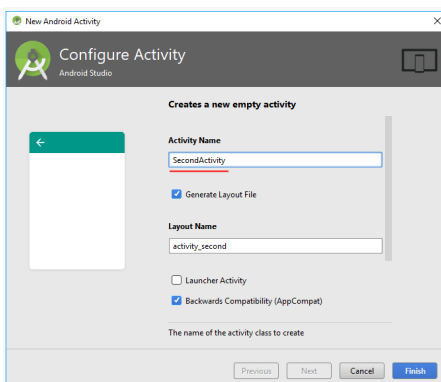 New Android Activity
Configure Activity
Android Studio
Creates a new empty activity
Activity Name
SecondActivity
Generate Layout File
Layout Name
activity_second
Launcher Activity
Backwards Compatibility (AppCompat)
The name of the activity class to create
Previous Next Cancel Finish